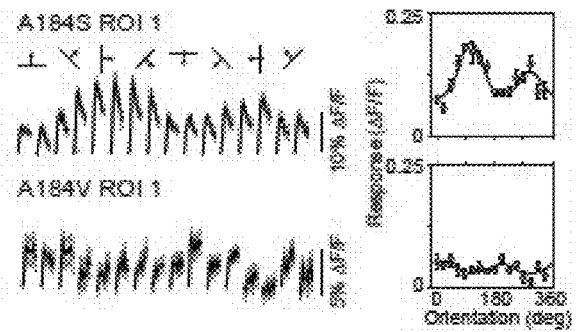 A184S ROI 1
10% ΔF/F
A184V ROI 1
5% ΔF/F
Response (ΔF/F)
0.25
0
0.25
0
0 180 360
Orientation (deg)